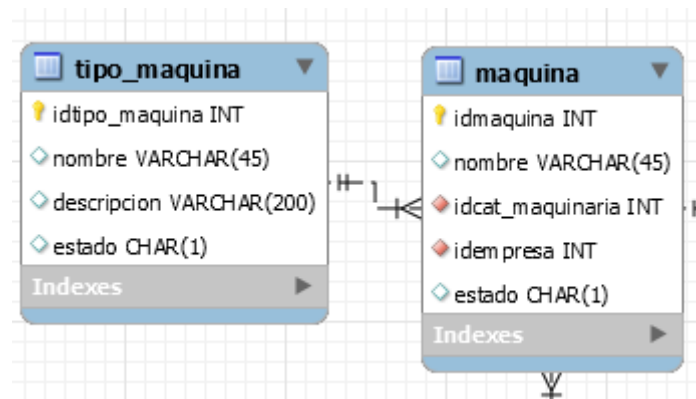 tipo_maquina
idtipo_maquina INT
nombre VARCHAR(45)
descripcion VARCHAR(200)
estado CHAR(1)
Indexes
maquina
idmaquina INT
nombre VARCHAR(45)
idcat_maquinaria INT
idempresa INT
estado CHAR(1)
Indexes